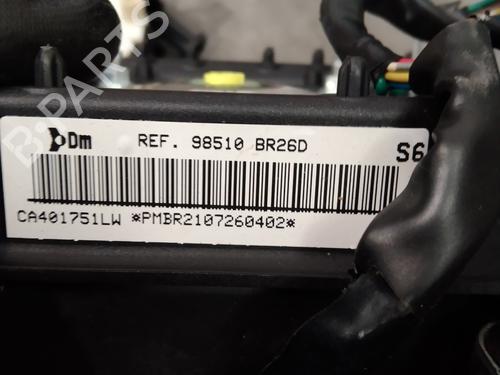 Dm REF. 98510 BR26D S6
CA401751LW *PMBR2107260402*
B-PARTS